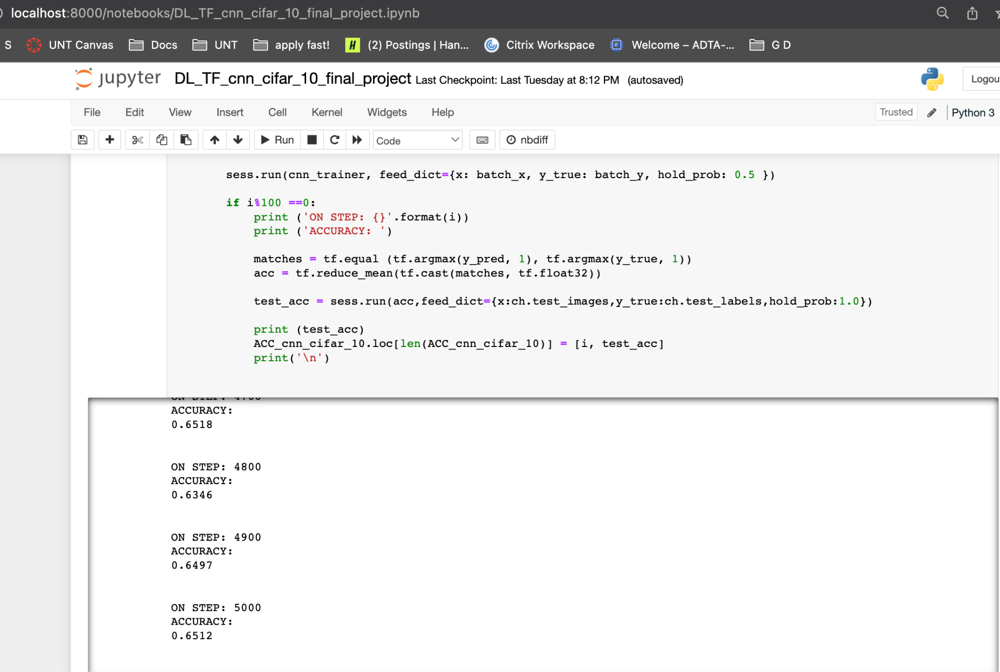 localhost:8000/notebooks/DL_TF_cnn_cifar_10_final_project.ipynb
S UNT Canvas Docs UNT apply fast! H (2) Postings | Han... Citrix Workspace Welcome – ADTA-... G D
jupyter DL_TF_cnn_cifar_10_final_project Last Checkpoint: Last Tuesday at 8:12 PM (autosaved) Logou
File Edit View Insert Cell Kernel Widgets Help Trusted Python 3
Run Code nbdiff
sess.run(cnn_trainer, feed_dict={x: batch_x, y_true: batch_y, hold_prob: 0.5 })
if i%100 ==0:
print ('ON STEP: {}'.format(i))
print ('ACCURACY: ')
matches = tf.equal (tf.argmax(y_pred, 1), tf.argmax(y_true, 1))
acc = tf.reduce_mean(tf.cast(matches, tf.float32))
test_acc = sess.run(acc,feed_dict={x:ch.test_images,y_true:ch.test_labels,hold_prob:1.0})
print (test_acc)
ACC_cnn_cifar_10.loc[len(ACC_cnn_cifar_10)] = [i, test_acc]
print('\n')
ON STEP: 4700
ACCURACY:
0.6518
ON STEP: 4800
ACCURACY:
0.6346
ON STEP: 4900
ACCURACY:
0.6497
ON STEP: 5000
ACCURACY:
0.6512